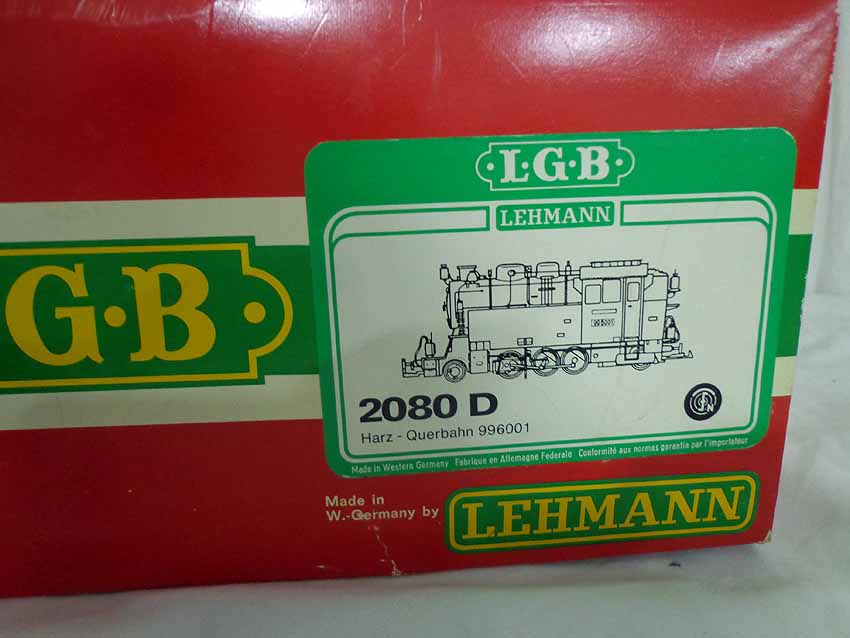 L·G·B
LEHMANN
G·B
2080 D
Harz - Querbahn 996001
Made in Western Germany Fabrique en Allemagne Federale Conformité aux normes garantie par l'importateur
Made in
W.-Germany by
LEHMANN